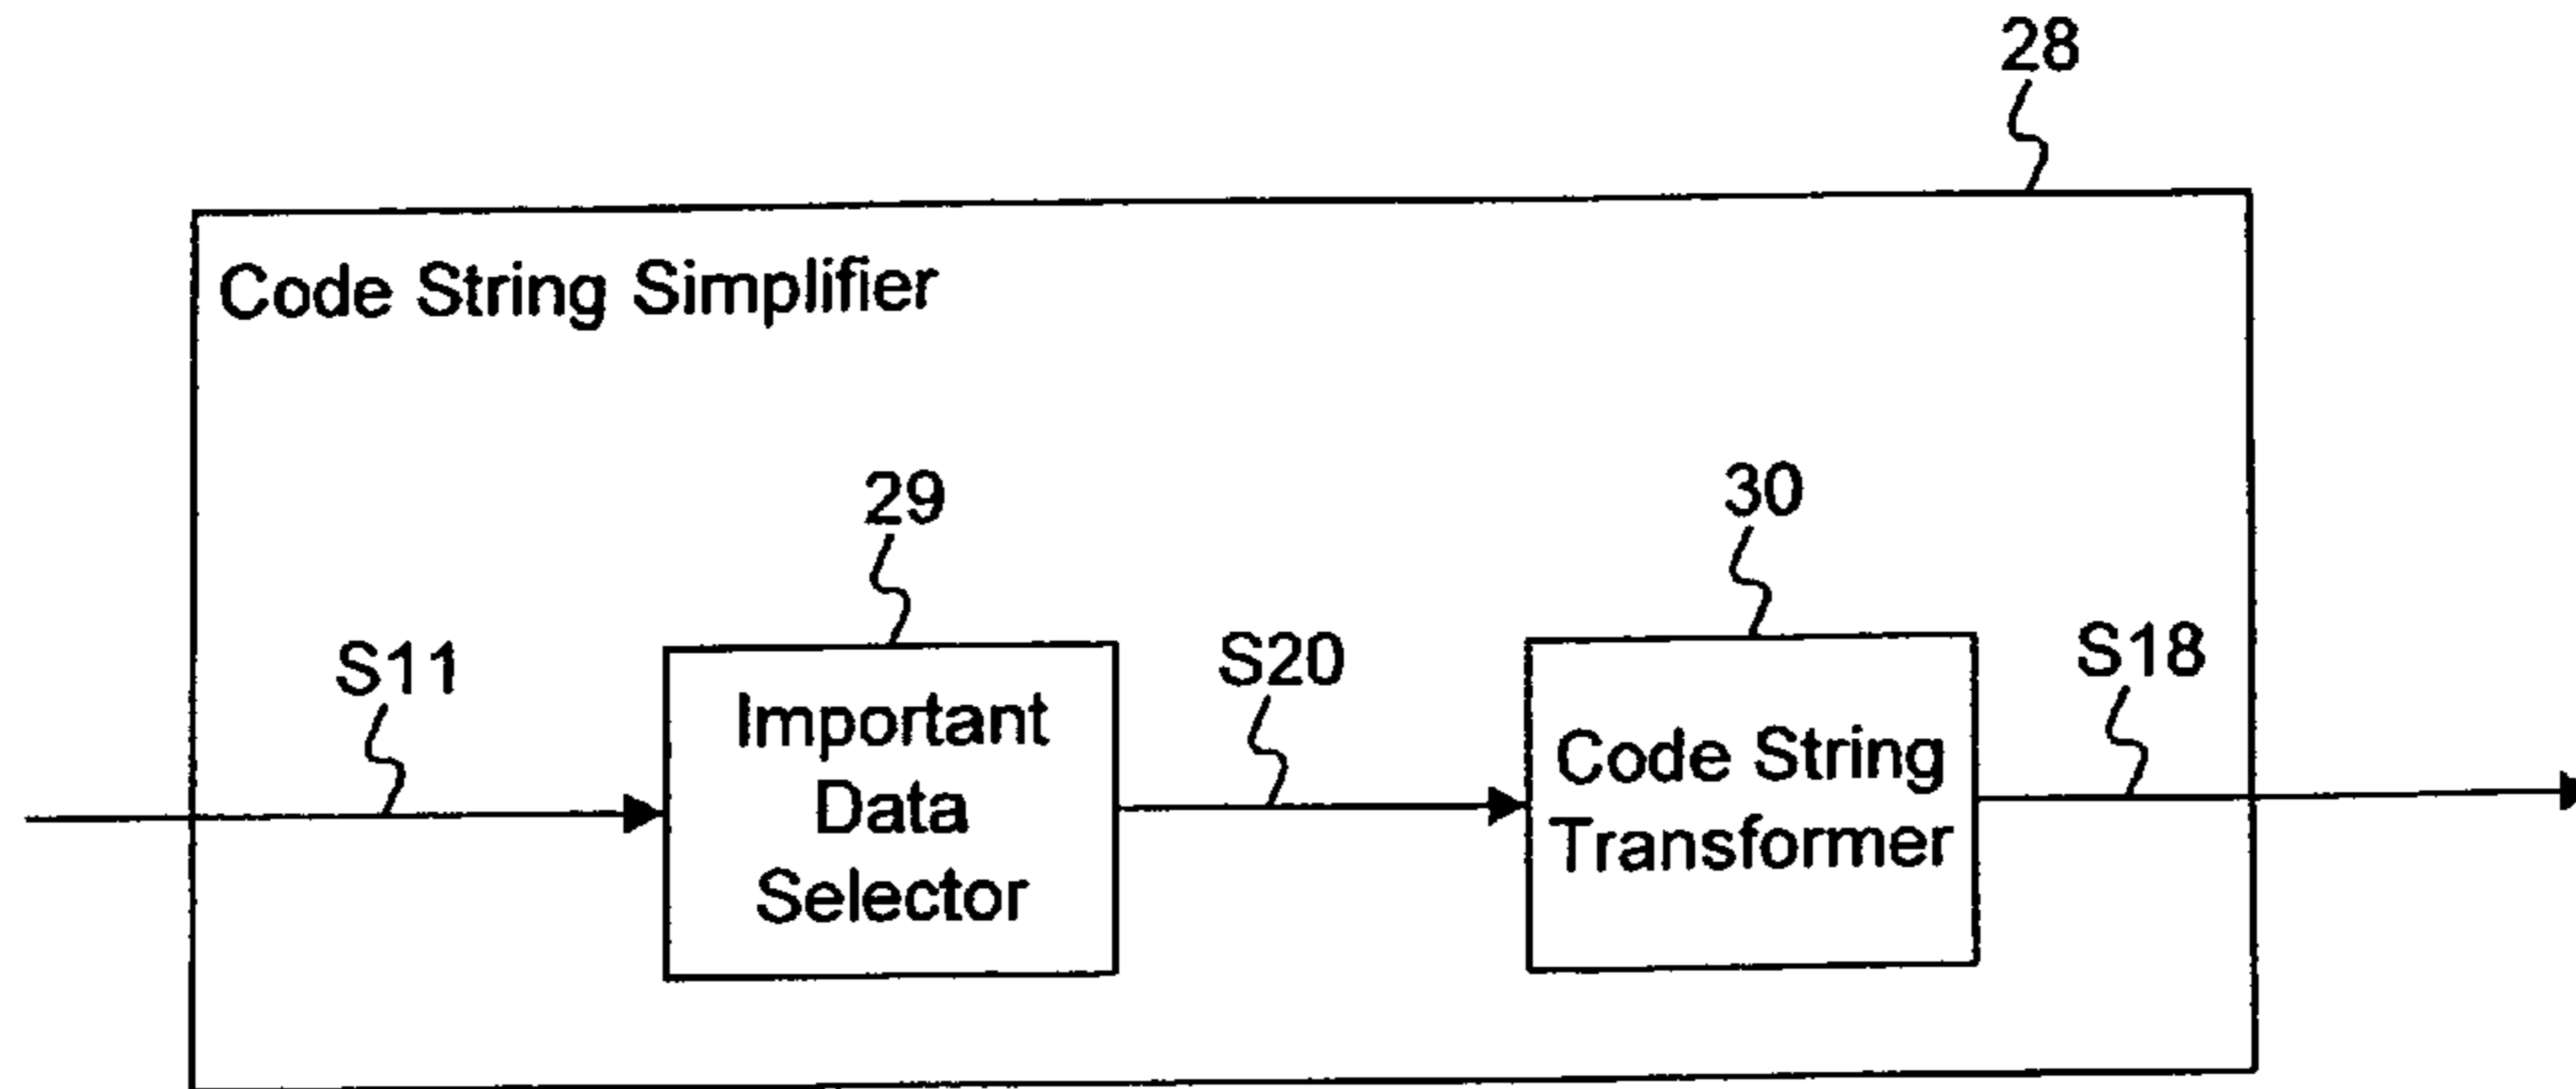 28
Code String Simplifier
29
30
S11
S20
S18
Important
Data
Selector
Code String
Transformer